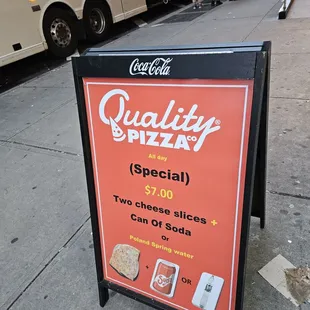 Coca-Cola
Quality
PIZZA CO
All day
(Special)
$7.00
Two cheese slices +
Can Of Soda
Or
Poland Spring water
+
OR